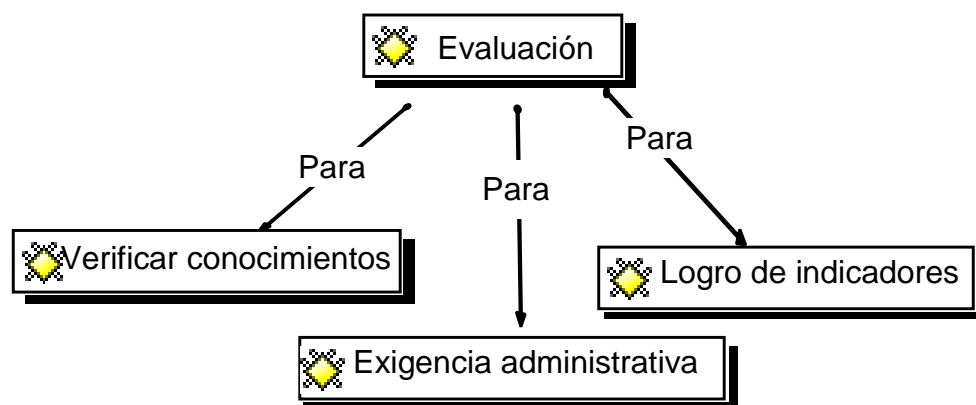 Evaluación
Para
Para
Para
Verificar conocimientos
Logro de indicadores
Exigencia administrativa